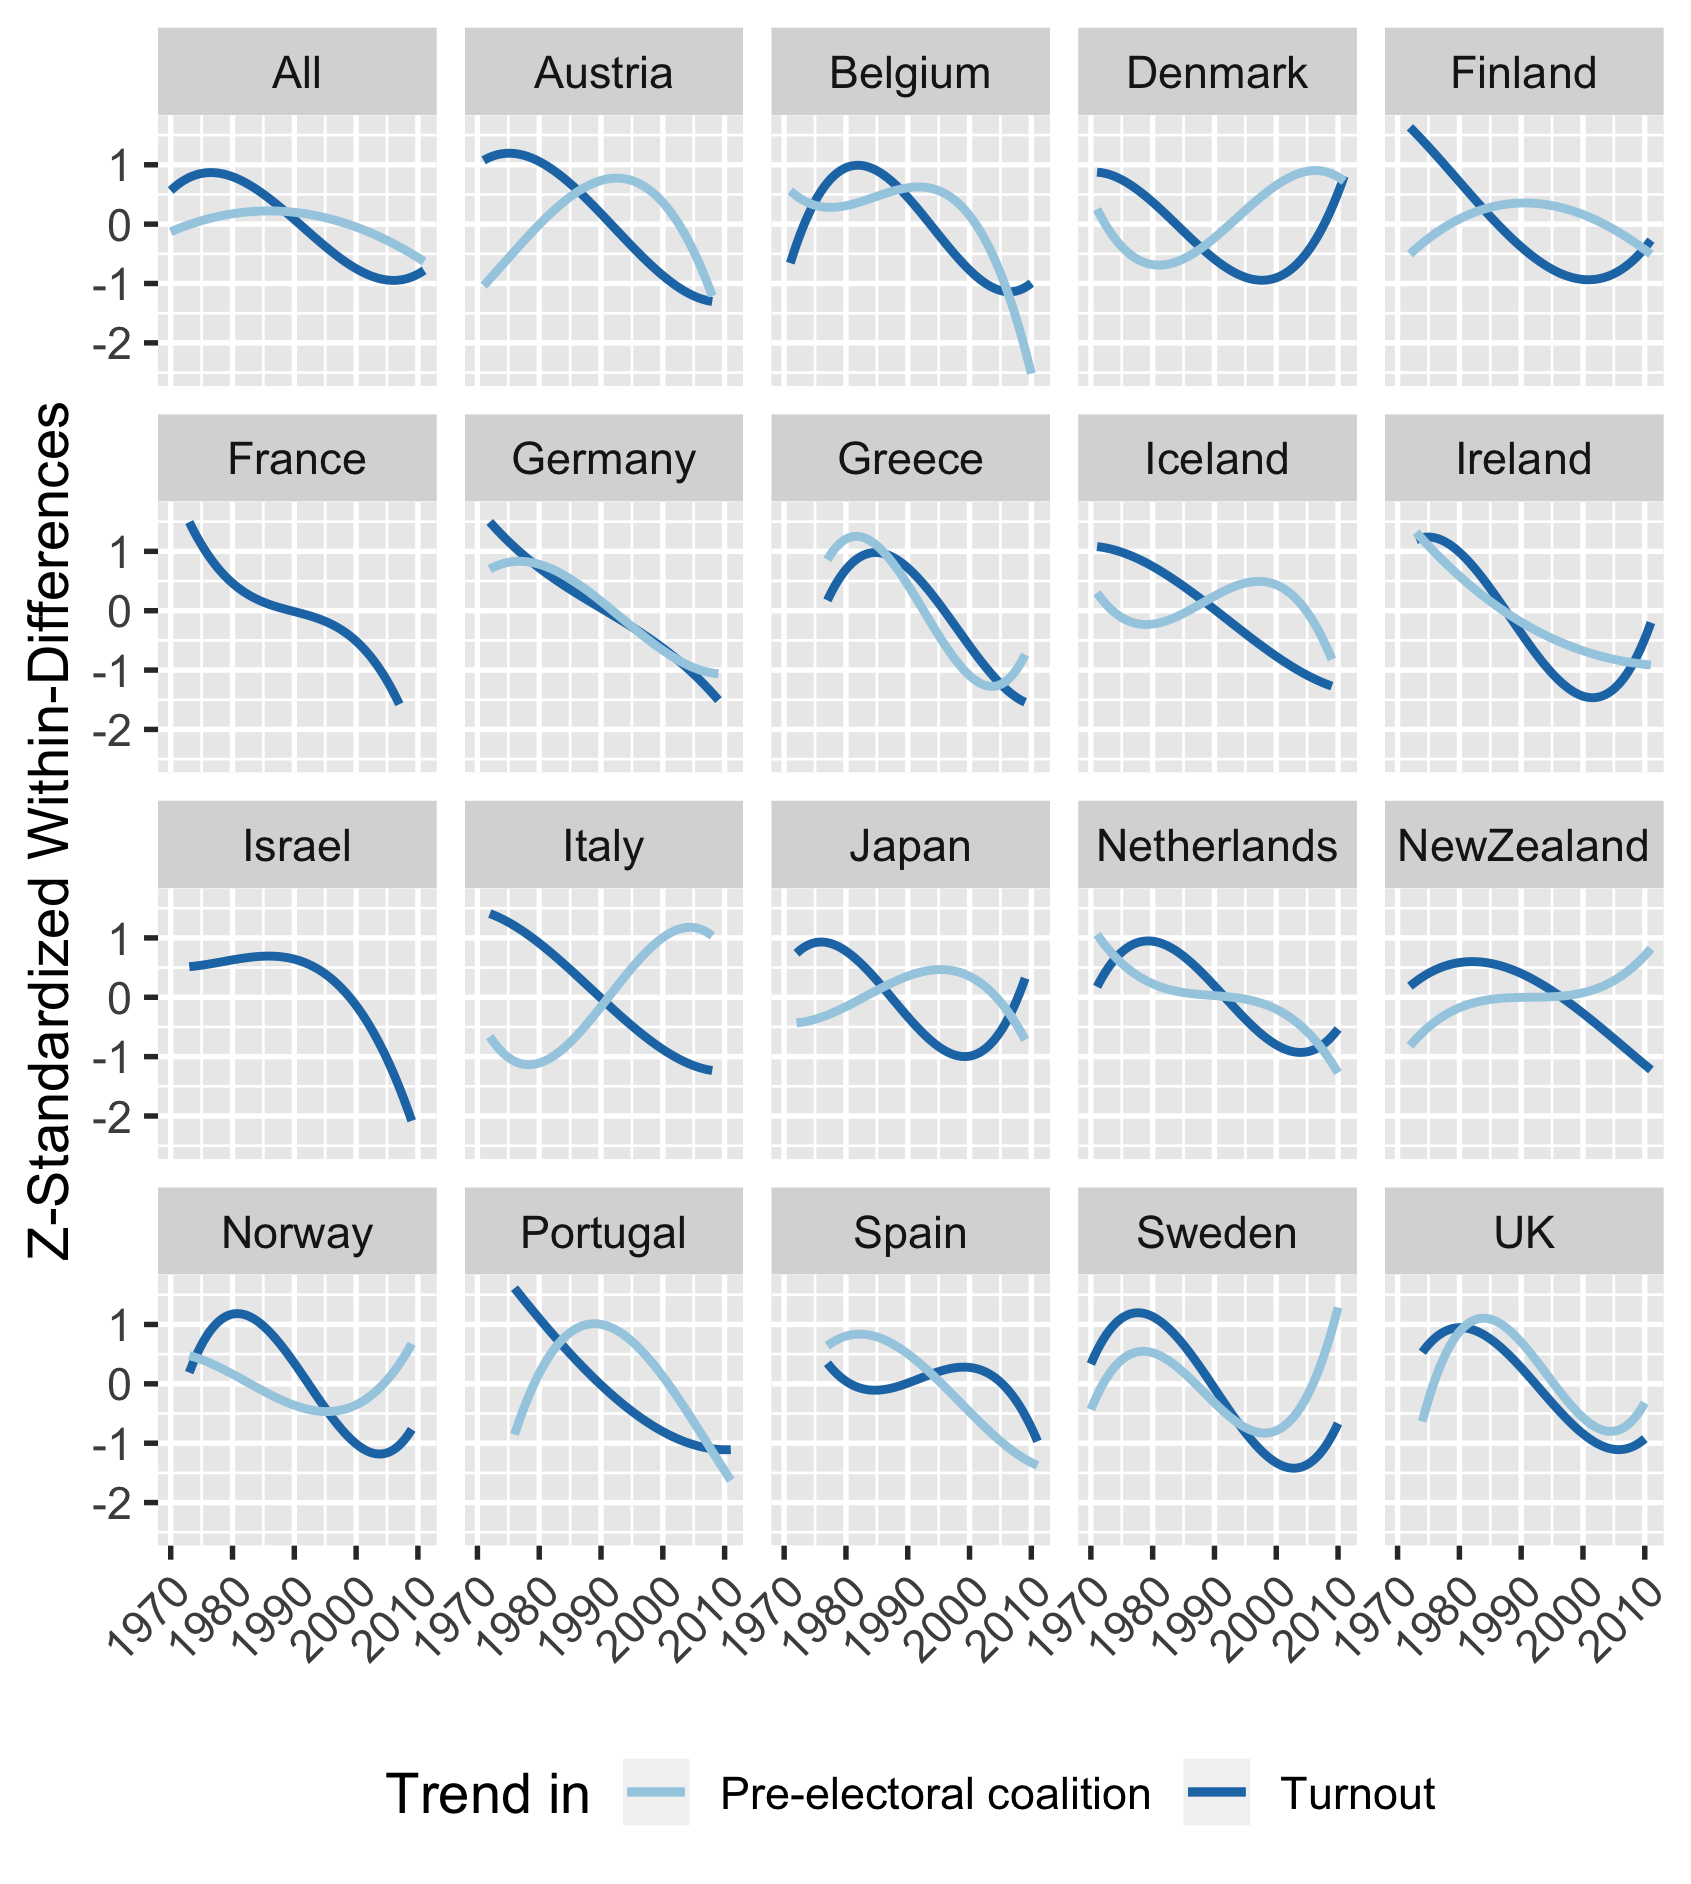 All Austria Belgium Denmark Finland
1
0
-1
-2
France Germany Greece Iceland Ireland
1
0
-1
-2
Israel Italy Japan Netherlands NewZealand
1
0
-1
-2
Norway Portugal Spain Sweden UK
1
0
-1
-2
Z-Standardized Within-Differences
1970 1980 1990 2000 2010 1970 1980 1990 2000 2010 1970 1980 1990 2000 2010 1970 1980 1990 2000 2010 1970 1980 1990 2000 2010
Trend in Pre-electoral coalition Turnout